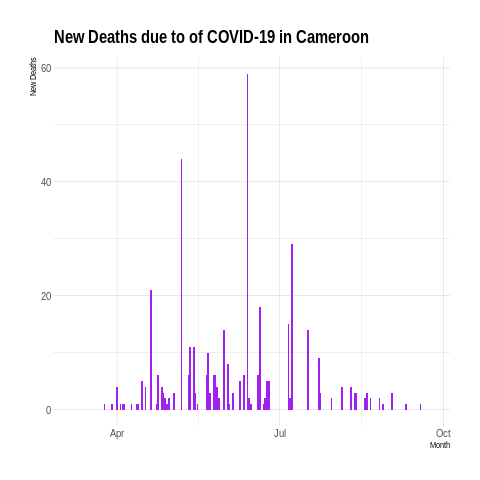 New Deaths due to of COVID-19 in Cameroon
New Deaths
60
40
20
0
Apr
Jul
Oct
Month